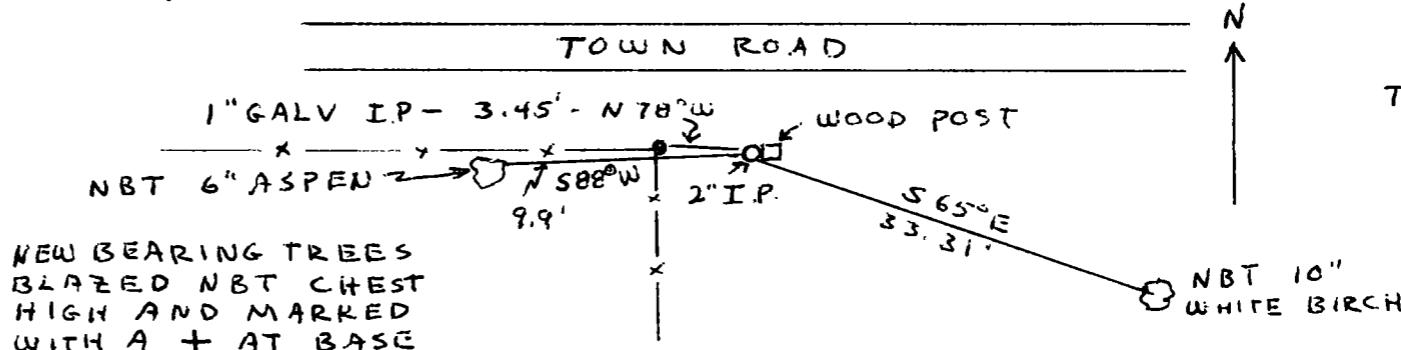 N
TOWN ROAD
T
1" GALV I.P - 3.45' - N 78°W
WOOD POST
NBT 6" ASPEN
S88°W
9.9'
2" I.P.
S 65°E
33.31'
NEW BEARING TREES
BLAZED NBT CHEST
HIGH AND MARKED
WITH A + AT BASE
NBT 10"
WHITE BIRCH